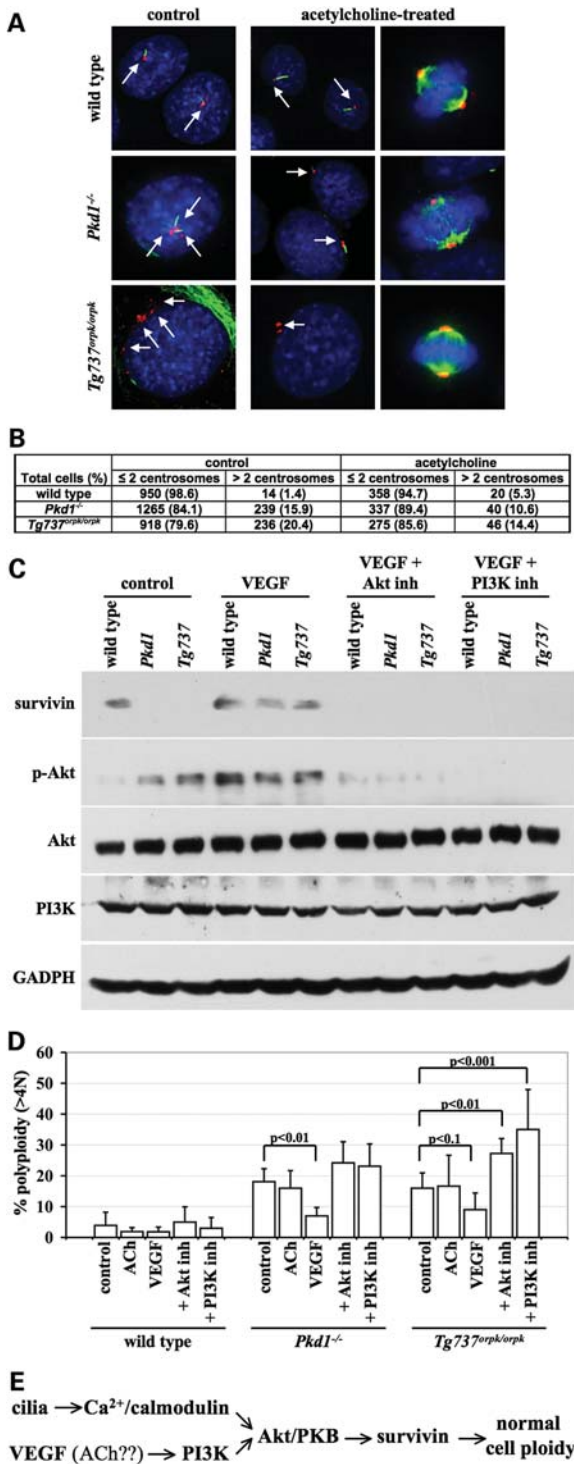 A
control
acetylcholine-treated
wild type
Pkd1-/-
Tg737orpk/orpk
B
control acetylcholine
Total cells (%) ≤ 2 centrosomes > 2 centrosomes ≤ 2 centrosomes > 2 centrosomes
wild type 950 (98.6) 14 (1.4) 358 (94.7) 20 (5.3)
Pkd1-/- 1265 (84.1) 239 (15.9) 337 (89.4) 40 (10.6)
Tg737orpk/orpk 918 (79.6) 236 (20.4) 275 (85.6) 46 (14.4)
C
control VEGF VEGF + Akt inh VEGF + PI3K inh
wild type Pkd1 Tg737 wild type Pkd1 Tg737 wild type Pkd1 Tg737 wild type Pkd1 Tg737
survivin
p-Akt
Akt
PI3K
GADPH
D
% polyploidy (>4N)
60
50
40
30
20
10
0
p<0.001
p<0.01
p<0.01
p<0.1
control ACh VEGF + Akt inh + PI3K inh control ACh VEGF + Akt inh + PI3K inh control ACh VEGF + Akt inh + PI3K inh
wild type Pkd1-/- Tg737orpk/orpk
E
cilia → Ca2+/calmodulin
VEGF (ACh??) → PI3K
Akt/PKB → survivin → normal cell ploidy